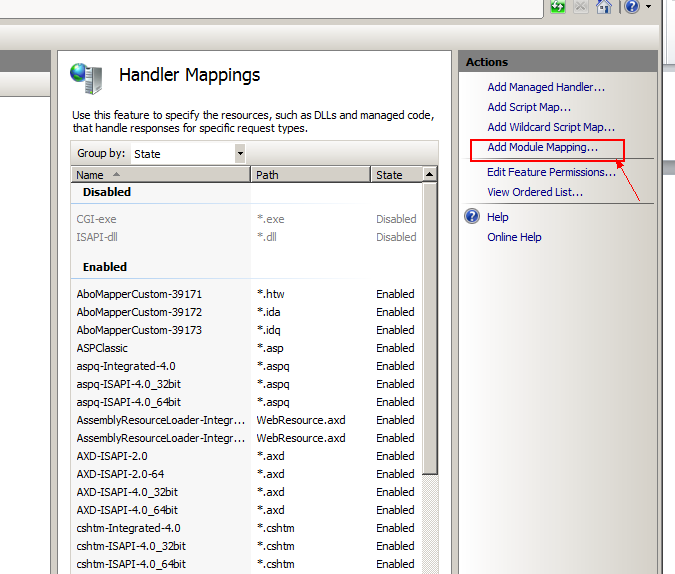 Handler Mappings
Use this feature to specify the resources, such as DLLs and managed code,
that handle responses for specific request types.
Group by: State
Name Path State
Disabled
CGI-exe *.exe Disabled
ISAPI-dll *.dll Disabled
Enabled
AboMapperCustom-39171 *.htw Enabled
AboMapperCustom-39172 *.ida Enabled
AboMapperCustom-39173 *.idq Enabled
ASPClassic *.asp Enabled
aspq-Integrated-4.0 *.aspq Enabled
aspq-ISAPI-4.0_32bit *.aspq Enabled
aspq-ISAPI-4.0_64bit *.aspq Enabled
AssemblyResourceLoader-Integr... WebResource.axd Enabled
AssemblyResourceLoader-Integr... WebResource.axd Enabled
AXD-ISAPI-2.0 *.axd Enabled
AXD-ISAPI-2.0-64 *.axd Enabled
AXD-ISAPI-4.0_32bit *.axd Enabled
AXD-ISAPI-4.0_64bit *.axd Enabled
cshtm-Integrated-4.0 *.cshtm Enabled
cshtm-ISAPI-4.0_32bit *.cshtm Enabled
cshtm-ISAPI-4.0_64bit *.cshtm Enabled
Actions
Add Managed Handler...
Add Script Map...
Add Wildcard Script Map...
Add Module Mapping...
Edit Feature Permissions...
View Ordered List...
Help
Online Help